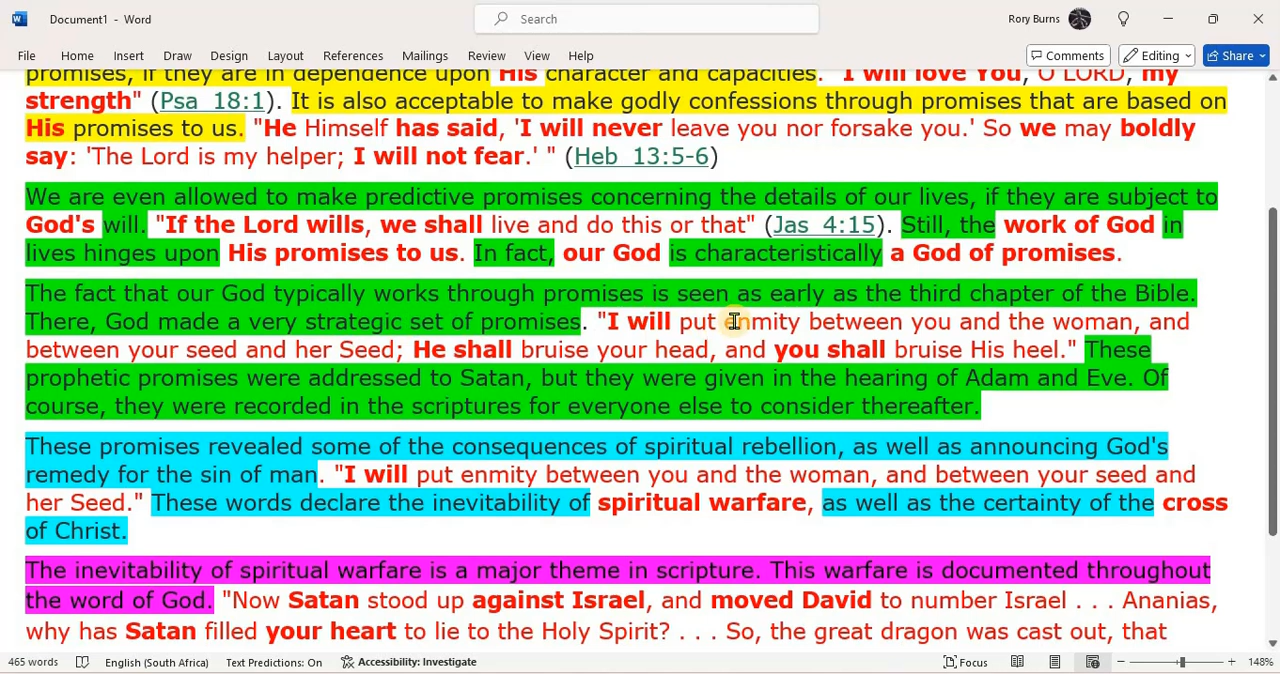 Document1 - Word
Search
Rory Burns
File Home Insert Draw Design Layout References Mailings Review View Help
Comments Editing Share
promises, if they are in dependence upon His character and capacities. "I will love You, O LORD, my
strength" (Psa 18:1). It is also acceptable to make godly confessions through promises that are based on
His promises to us. "He Himself has said, 'I will never leave you nor forsake you.' So we may boldly
say: 'The Lord is my helper; I will not fear.' " (Heb 13:5-6)
We are even allowed to make predictive promises concerning the details of our lives, if they are subject to
God's will. "If the Lord wills, we shall live and do this or that" (Jas 4:15). Still, the work of God in
lives hinges upon His promises to us. In fact, our God is characteristically a God of promises.
The fact that our God typically works through promises is seen as early as the third chapter of the Bible.
There, God made a very strategic set of promises. "I will put enmity between you and the woman, and
between your seed and her Seed; He shall bruise your head, and you shall bruise His heel." These
prophetic promises were addressed to Satan, but they were given in the hearing of Adam and Eve. Of
course, they were recorded in the scriptures for everyone else to consider thereafter.
These promises revealed some of the consequences of spiritual rebellion, as well as announcing God's
remedy for the sin of man. "I will put enmity between you and the woman, and between your seed and
her Seed." These words declare the inevitability of spiritual warfare, as well as the certainty of the cross
of Christ.
The inevitability of spiritual warfare is a major theme in scripture. This warfare is documented throughout
the word of God. "Now Satan stood up against Israel, and moved David to number Israel . . . Ananias,
why has Satan filled your heart to lie to the Holy Spirit? . . . So, the great dragon was cast out, that
465 words English (South Africa) Text Predictions: On Accessibility: Investigate Focus 148%